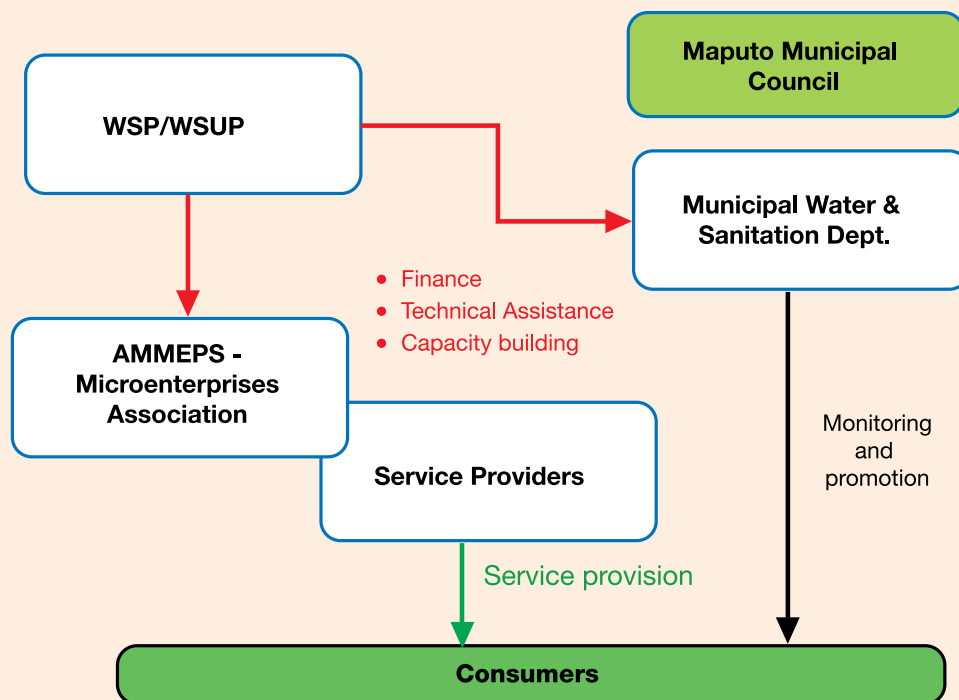 Maputo Municipal
Council
WSP/WSUP
Municipal Water &
Sanitation Dept.
• Finance
• Technical Assistance
• Capacity building
AMMEPS -
Microenterprises
Association
Service Providers
Monitoring
and
promotion
Service provision
Consumers